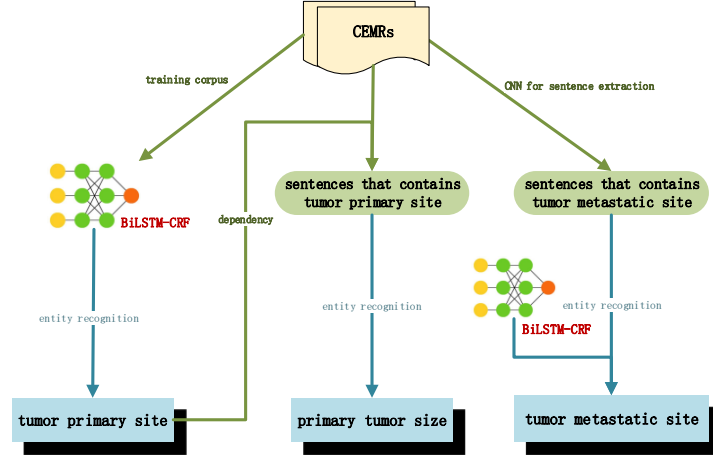 CEMRs
training corpus
CNN for sentence extraction
sentences that contains
tumor primary site
sentences that contains
tumor metastatic site
BiLSTM-CRF
dependency
entity recognition
entity recognition
entity recognition
BiLSTM-CRF
tumor primary site
primary tumor size
tumor metastatic site